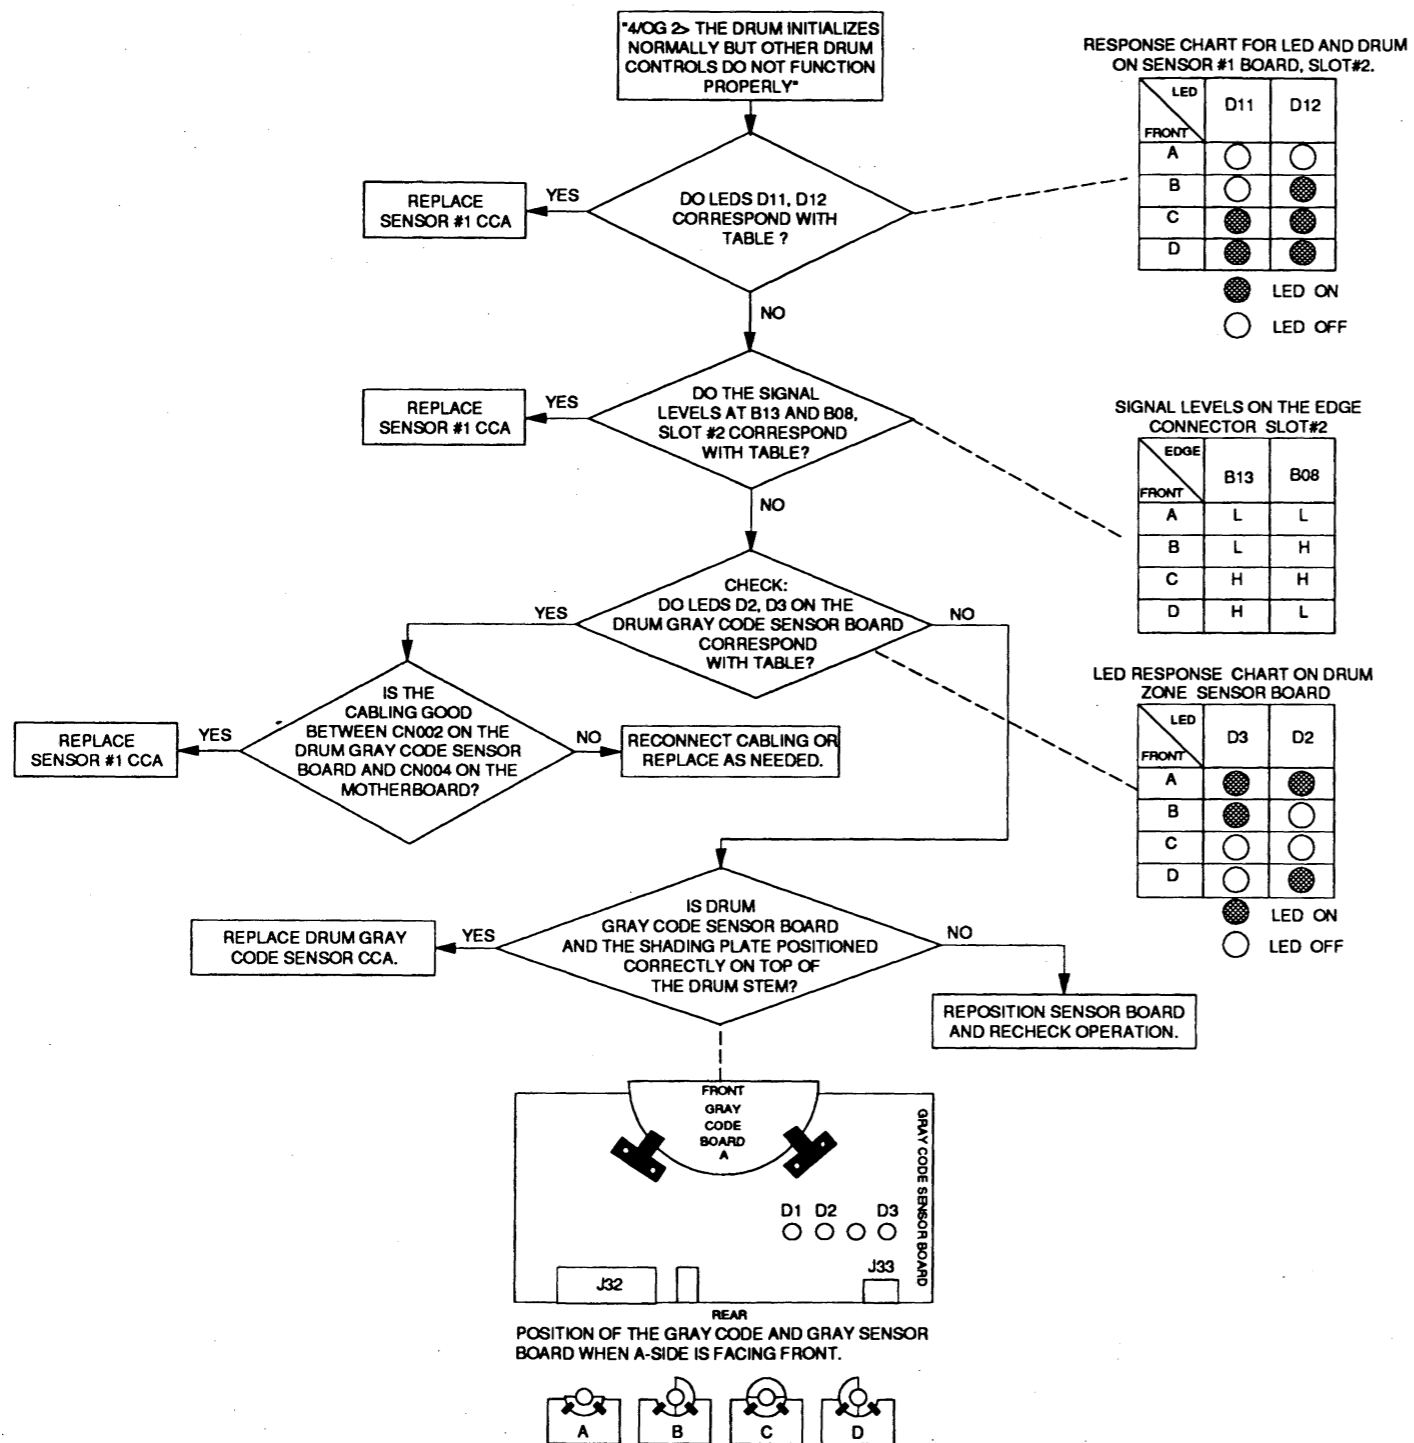 "4/OG 2> THE DRUM INITIALIZES
NORMALLY BUT OTHER DRUM
CONTROLS DO NOT FUNCTION
PROPERLY"
DO LEDS D11, D12
CORRESPOND WITH
TABLE ?
YES
REPLACE
SENSOR #1 CCA
NO
RESPONSE CHART FOR LED AND DRUM
ON SENSOR #1 BOARD, SLOT#2.
LED D11 D12
FRONT
A
B
C
D
LED ON
LED OFF
DO THE SIGNAL
LEVELS AT B13 AND B08,
SLOT #2 CORRESPOND
WITH TABLE?
YES
REPLACE
SENSOR #1 CCA
NO
SIGNAL LEVELS ON THE EDGE
CONNECTOR SLOT#2
EDGE B13 B08
FRONT
A L L
B L H
C H H
D H L
CHECK:
DO LEDS D2, D3 ON THE
DRUM GRAY CODE SENSOR BOARD
CORRESPOND
WITH TABLE?
YES
NO
LED RESPONSE CHART ON DRUM
ZONE SENSOR BOARD
LED D3 D2
FRONT
A
B
C
D
LED ON
LED OFF
IS THE
CABLING GOOD
BETWEEN CN002 ON THE
DRUM GRAY CODE SENSOR
BOARD AND CN004 ON THE
MOTHERBOARD?
YES
REPLACE
SENSOR #1 CCA
NO
RECONNECT CABLING OR
REPLACE AS NEEDED.
IS DRUM
GRAY CODE SENSOR BOARD
AND THE SHADING PLATE POSITIONED
CORRECTLY ON TOP OF
THE DRUM STEM?
YES
REPLACE DRUM GRAY
CODE SENSOR CCA.
NO
REPOSITION SENSOR BOARD
AND RECHECK OPERATION.
FRONT
GRAY
CODE
BOARD
A
GRAY CODE SENSOR BOARD
D1 D2 D3
J32
J33
REAR
POSITION OF THE GRAY CODE AND GRAY SENSOR
BOARD WHEN A-SIDE IS FACING FRONT.
A B C D